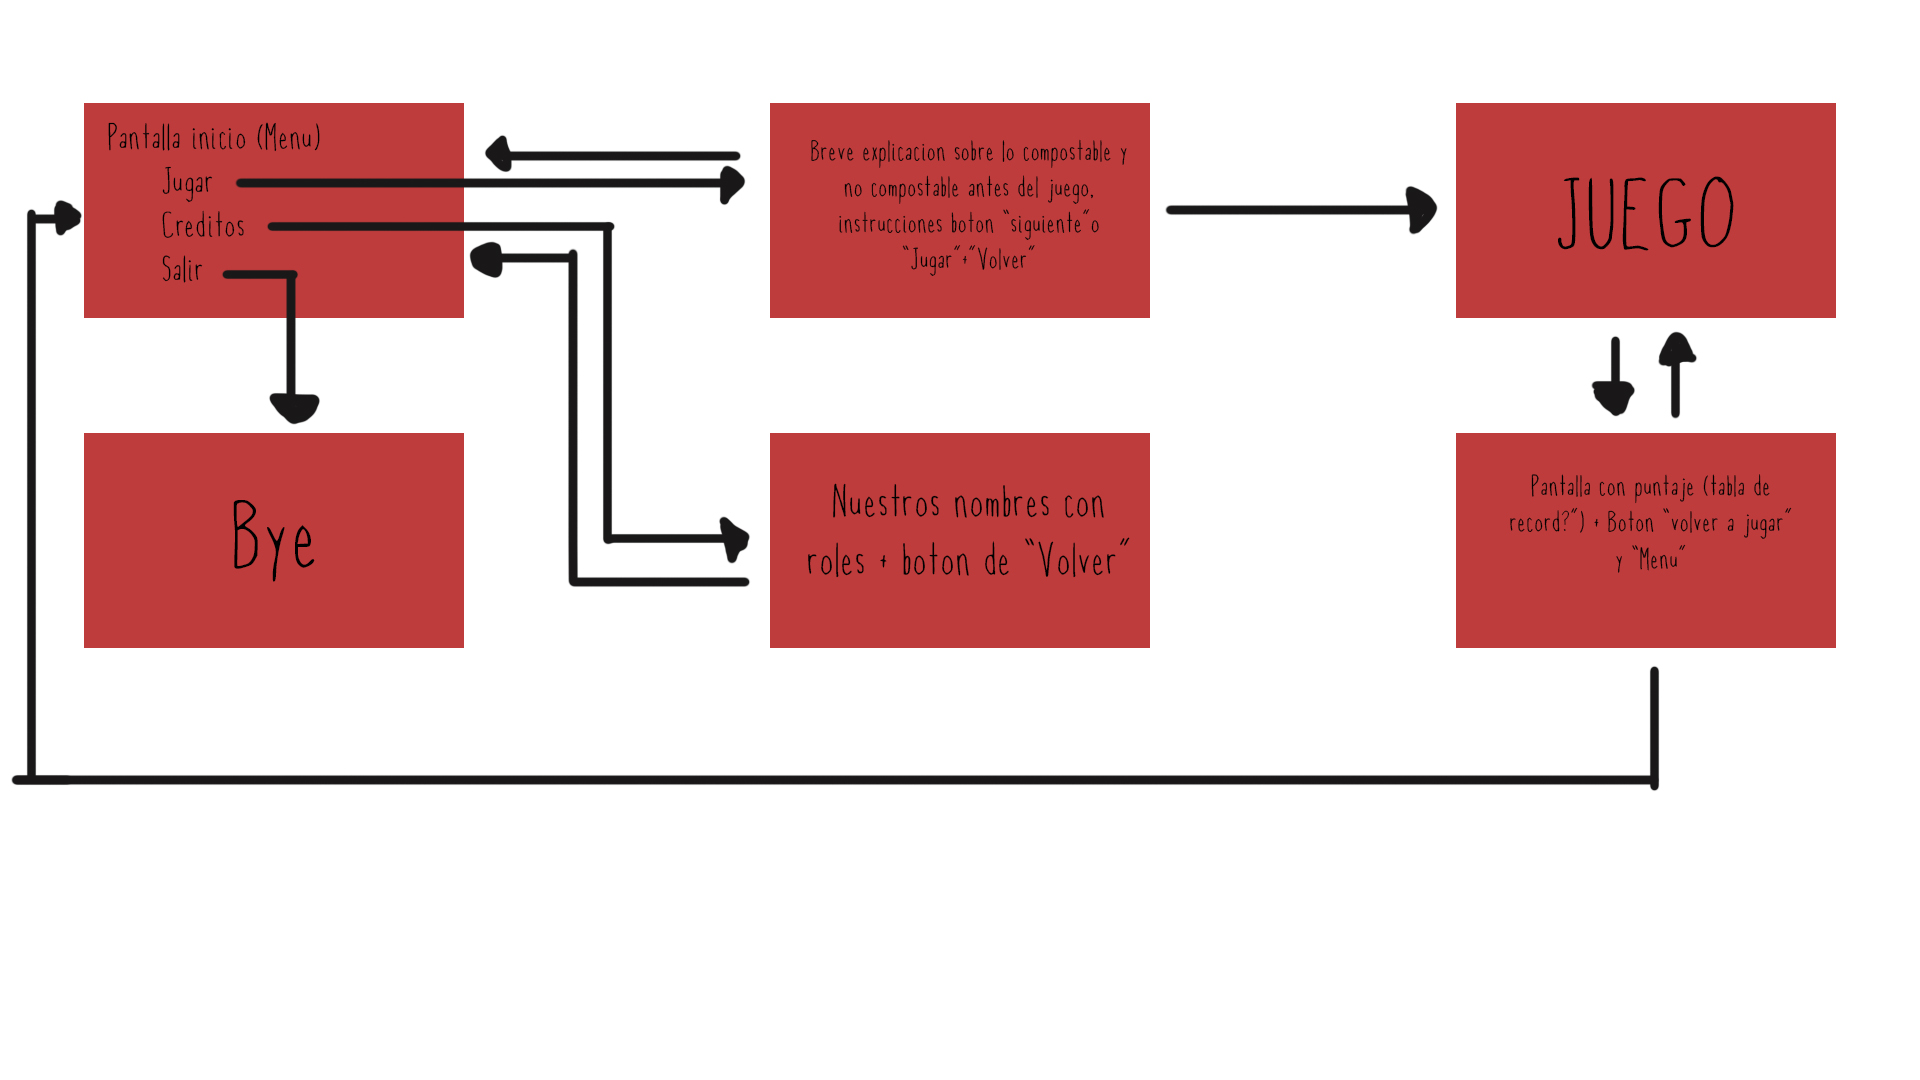 Pantalla inicio (Menu)
Jugar
Creditos
Salir
Breve explicacion sobre lo compostable y
no compostable antes del juego.
instrucciones boton "siguiente"o
"Jugar"+"Volver"
JUEGO
Bye
Nuestros nombres con
roles + boton de "Volver"
Pantalla con puntaje (tabla de
record?") + Boton "volver a jugar"
y "Menu"